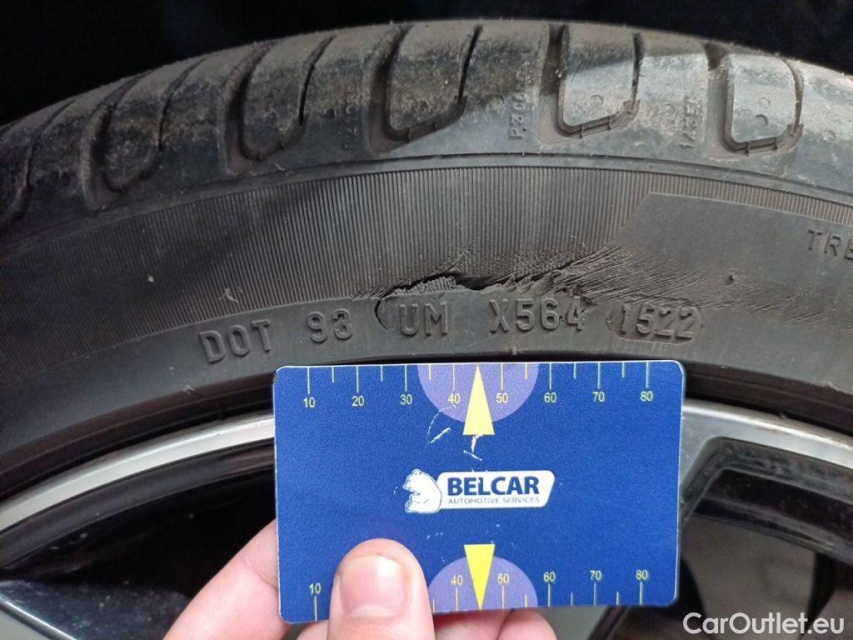 TRE
DOT 93 UM X564 1522
10 20 30 40 50 60 70 80
BELCAR
AUTOMOTIVE SERVICES
10 40 50 60 70 80
CarOutlet.eu